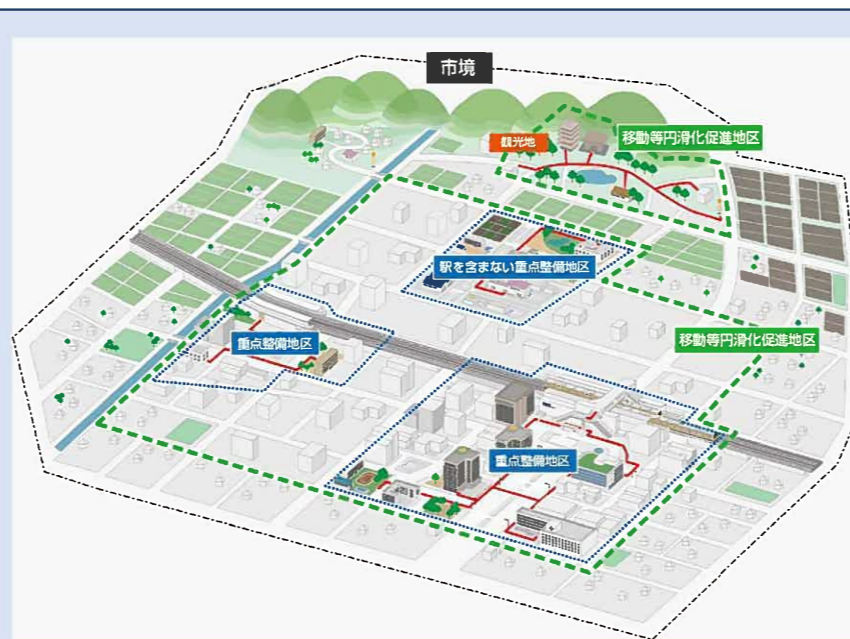 市境
観光地
移動等円滑化促進地区
駅を含まない重点整備地区
重点整備地区
移動等円滑化促進地区
重点整備地区